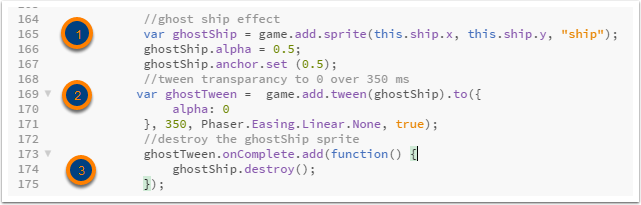 164 //ghost ship effect
1 165 var ghostShip = game.add.sprite(this.ship.x, this.ship.y, "ship");
166 ghostShip.alpha = 0.5;
167 ghostShip.anchor.set (0.5);
168 //tween transparancy to 0 over 350 ms
2 169 var ghostTween =  game.add.tween(ghostShip).to({
170 alpha: 0
171 }, 350, Phaser.Easing.Linear.None, true);
172 //destroy the ghostShip sprite
173 ghostTween.onComplete.add(function() {
3 174 ghostShip.destroy();
175 });